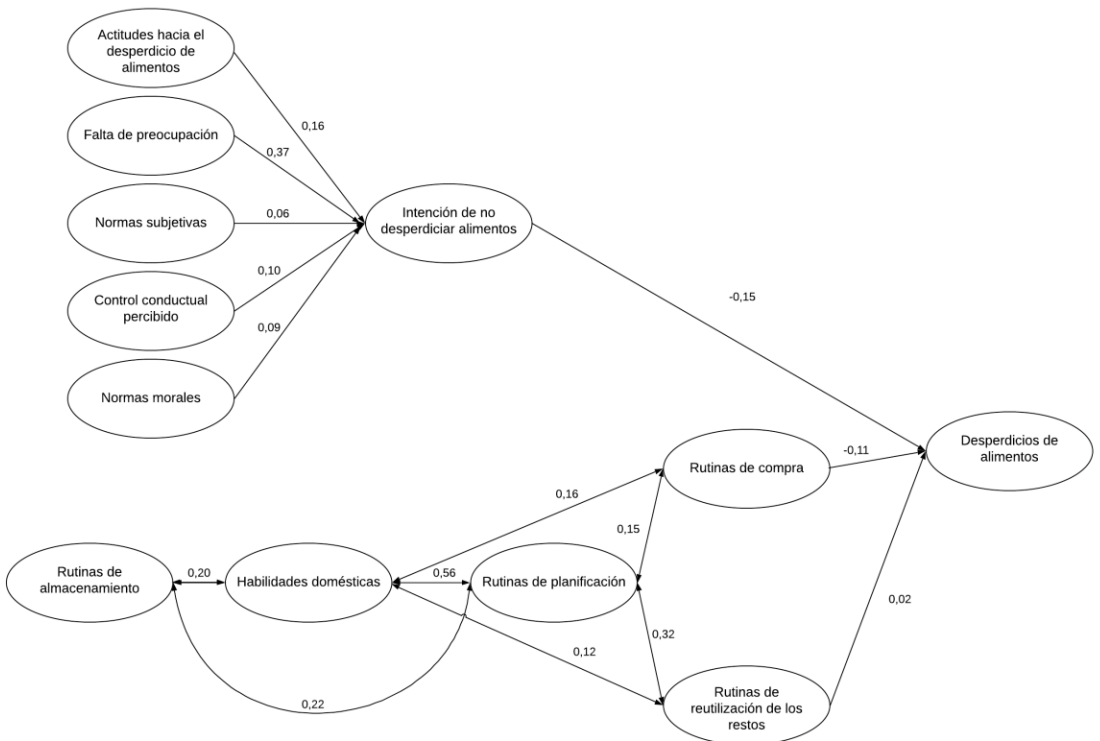 Actitudes hacia el
desperdicio de
alimentos
0,16
Falta de preocupación
0,37
Normas subjetivas
0,06
Intención de no
desperdiciar alimentos
Control conductual
percibido
0,10
0,09
Normas morales
-0,15
Rutinas de compra
-0,11
Desperdicios de
alimentos
0,16
0,15
Rutinas de
almacenamiento
0,20
Habilidades domésticas
0,56
Rutinas de planificación
0,02
0,32
0,12
0,22
Rutinas de
reutilización de los
restos